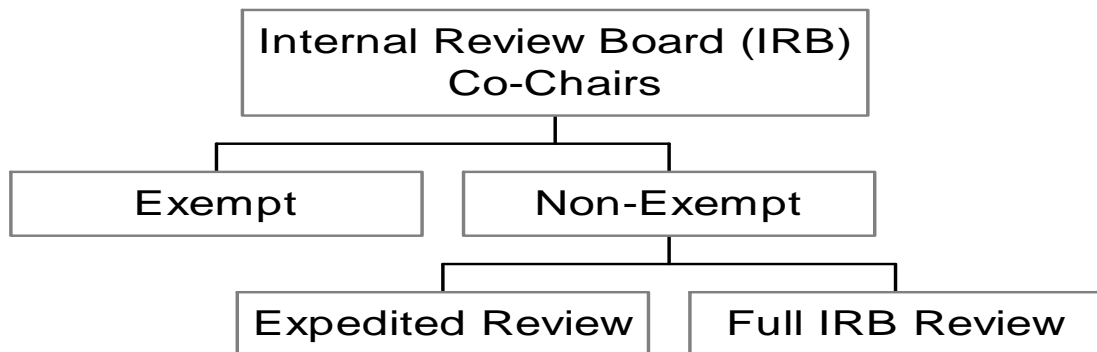 Internal Review Board (IRB)
Co-Chairs
Exempt
Non-Exempt
Expedited Review
Full IRB Review